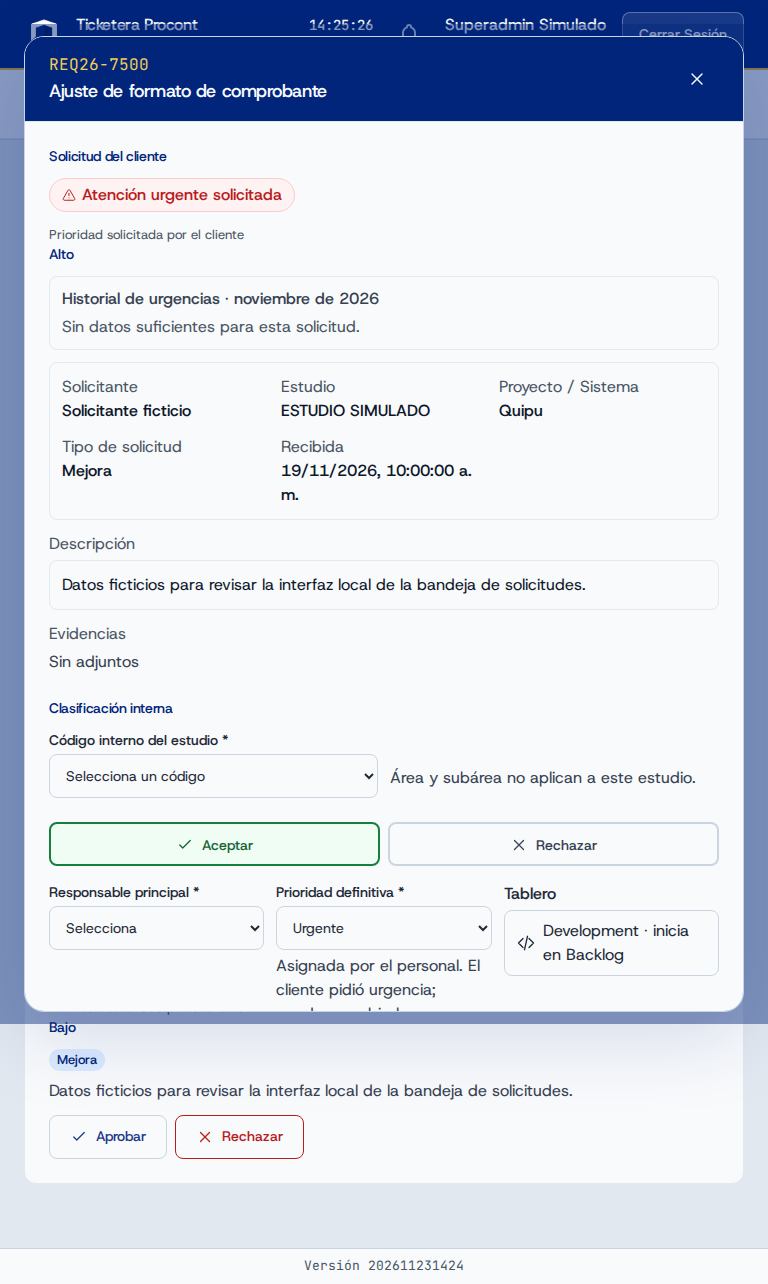 Ticketera Procont
14:25:26
Superadmin Simulado
Cerrar Sesión
REQ26-7500
Ajuste de formato de comprobante
Solicitud del cliente
Atención urgente solicitada
Prioridad solicitada por el cliente
Alto
Historial de urgencias · noviembre de 2026
Sin datos suficientes para esta solicitud.
Solicitante
Estudio
Proyecto / Sistema
Solicitante ficticio
ESTUDIO SIMULADO
Quipu
Tipo de solicitud
Recibida
Mejora
19/11/2026, 10:00:00 a.
m.
Descripción
Datos ficticios para revisar la interfaz local de la bandeja de solicitudes.
Evidencias
Sin adjuntos
Clasificación interna
Código interno del estudio *
Selecciona un código
Área y subárea no aplican a este estudio.
Aceptar
Rechazar
Responsable principal *
Prioridad definitiva *
Tablero
Selecciona
Urgente
Development · inicia
en Backlog
Asignada por el personal. El
cliente pidió urgencia;
Bajo
Mejora
Datos ficticios para revisar la interfaz local de la bandeja de solicitudes.
Aprobar
Rechazar
Versión 202611231424